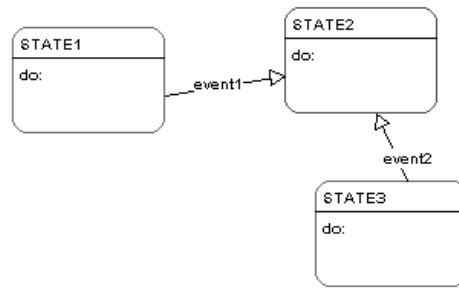 STATE1
do:
event1
STATE2
do:
event2
STATE3
do: